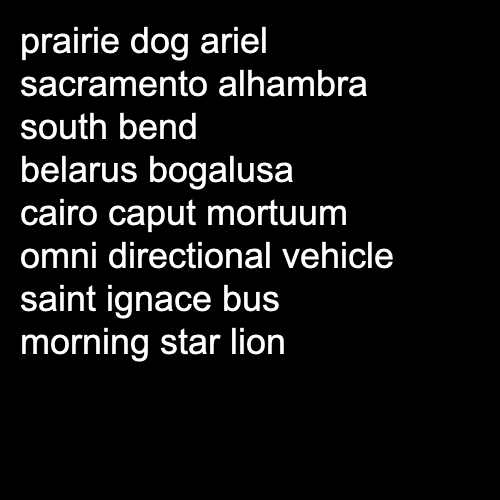 prairie dog ariel
sacramento alhambra
south bend
belarus bogalusa
cairo caput mortuum
omni directional vehicle
saint ignace bus
morning star lion